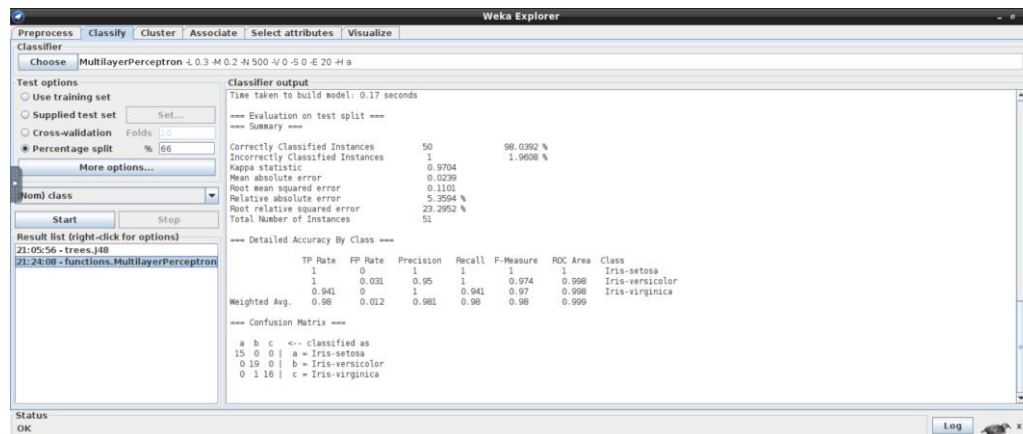 Weka Explorer
Preprocess Classify Cluster Associate Select attributes Visualize
Classifier
Choose MultilayerPerceptron -L 0.3 -M 0.2 -N 500 -V 0 -S 0 -E 20 -H a
Test options
Use training set
Supplied test set Set...
Cross-validation Folds 10
Percentage split % 66
More options...
(Nom) class
Start Stop
Result list (right-click for options)
21:05:56 - trees.J48
21:24:08 - functions.MultilayerPerceptron
Classifier output
Time taken to build model: 0.17 seconds
=== Evaluation on test split ===
=== Summary ===
Correctly Classified Instances 50 98.0392 %
Incorrectly Classified Instances 1 1.9608 %
Kappa statistic 0.9704
Mean absolute error 0.0239
Root mean squared error 0.1101
Relative absolute error 5.3594 %
Root relative squared error 23.2952 %
Total Number of Instances 51
=== Detailed Accuracy By Class ===
TP Rate FP Rate Precision Recall F-Measure ROC Area Class
1 0 1 1 1 1 Iris-setosa
1 0.031 0.95 1 0.974 0.998 Iris-versicolor
0.941 0 1 0.941 0.97 0.998 Iris-virginica
Weighted Avg. 0.98 0.012 0.981 0.98 0.98 0.999
=== Confusion Matrix ===
a b c <-- classified as
15 0 0 | a = Iris-setosa
0 19 0 | b = Iris-versicolor
0 1 16 | c = Iris-virginica
Status
OK
Log
x